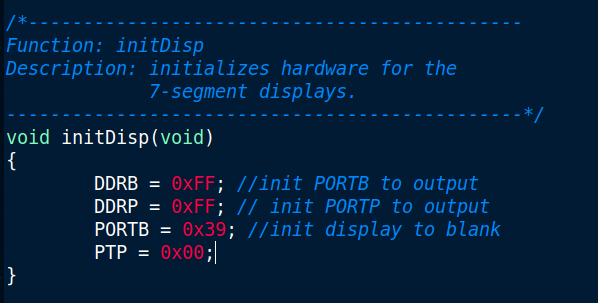 /*---------------------------------------------
Function: initDisp
Description: initializes hardware for the
             7-segment displays.
-----------------------------------------------*/
void initDisp(void)
{
        DDRB = 0xFF; //init PORTB to output
        DDRP = 0xFF; // init PORTP to output
        PORTB = 0x39; //init display to blank
        PTP = 0x00;
}